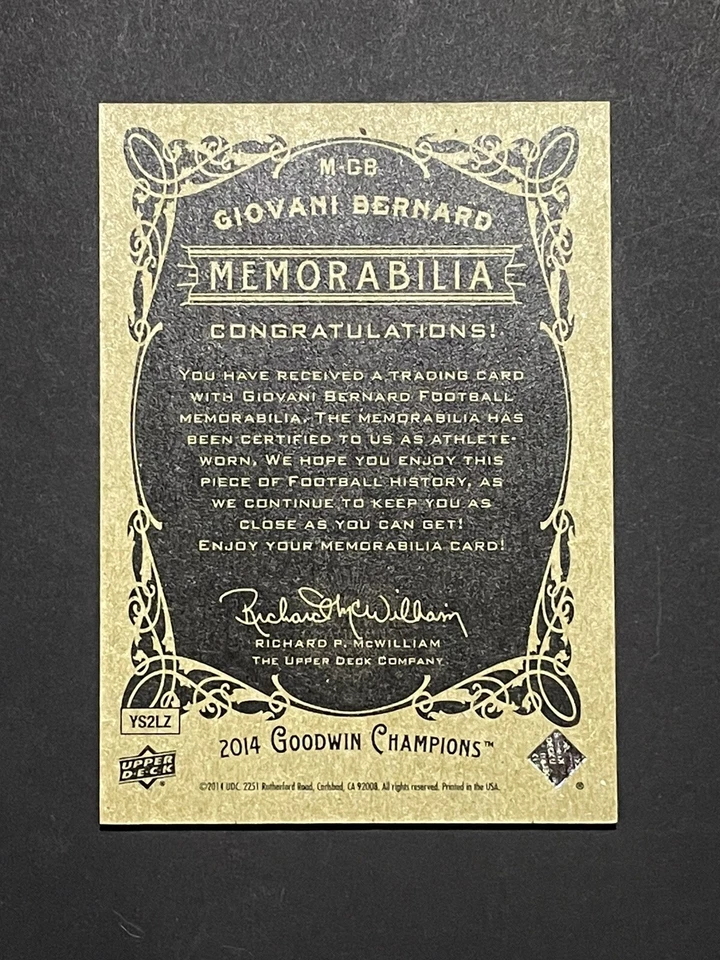 M-GB
GIOVANI BERNARD
MEMORABILIA
CONGRATULATIONS!
YOU HAVE RECEIVED A TRADING CARD
WITH GIOVANI BERNARD FOOTBALL
MEMORABILIA. THE MEMORABILIA HAS
BEEN CERTIFIED TO US AS ATHLETE-
WORN. WE HOPE YOU ENJOY THIS
PIECE OF FOOTBALL HISTORY, AS
WE CONTINUE TO KEEP YOU AS
CLOSE AS YOU CAN GET!
ENJOY YOUR MEMORABILIA CARD!
Richard McWilliam
RICHARD P. MCWILLIAM
THE UPPER DECK COMPANY
YS2LZ
2014 GOODWIN CHAMPIONS™
UPPER
DECK®
©2014 UDC. 2251 Rutherford Road, Carlsbad, CA 92008. All rights reserved. Printed in the USA.
®